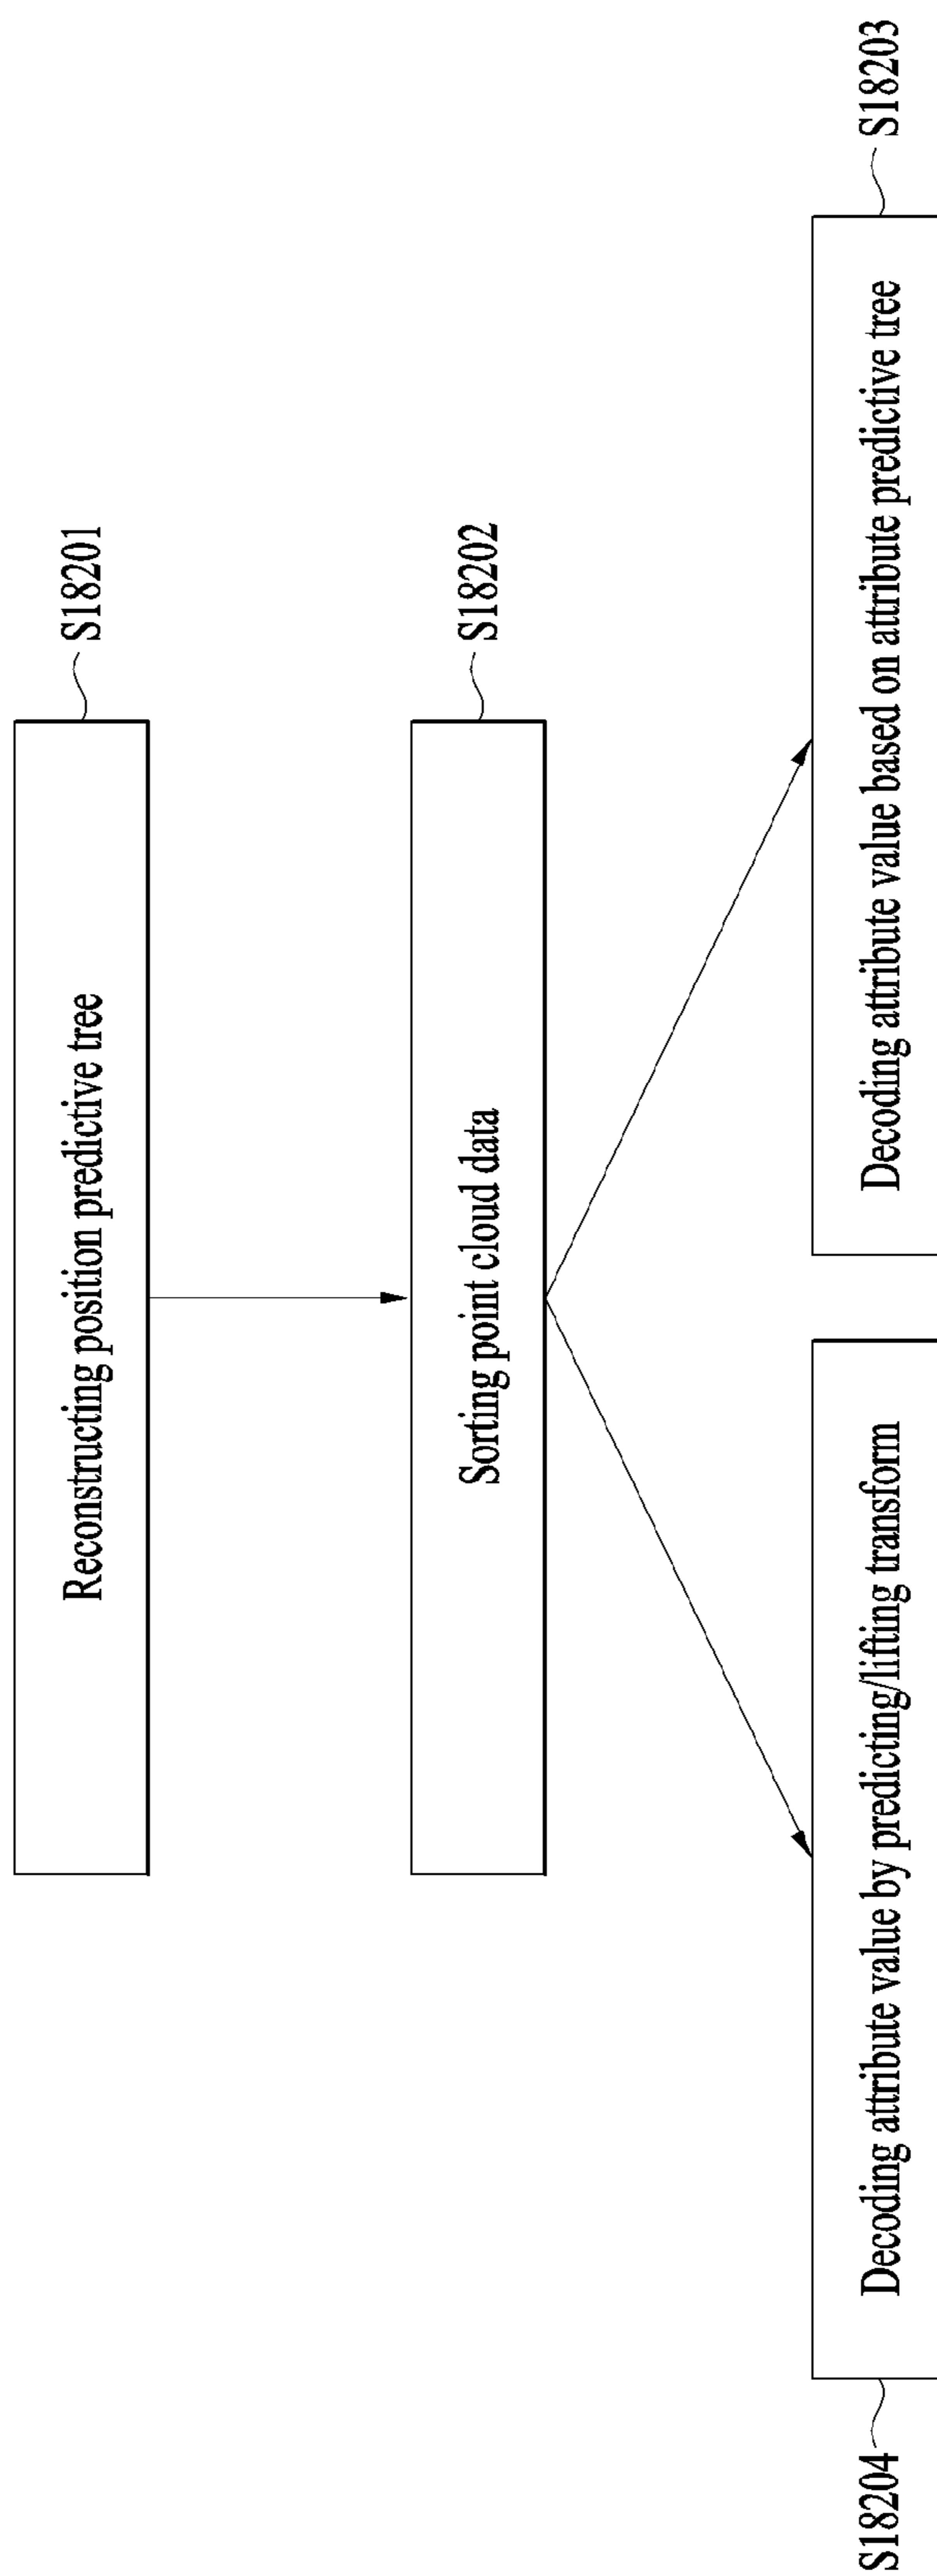 Reconstructing position predictive tree
S18201
Sorting point cloud data
S18202
S18204
Decoding attribute value by predicting/lifting transform
Decoding attribute value based on attribute predictive tree
S18203